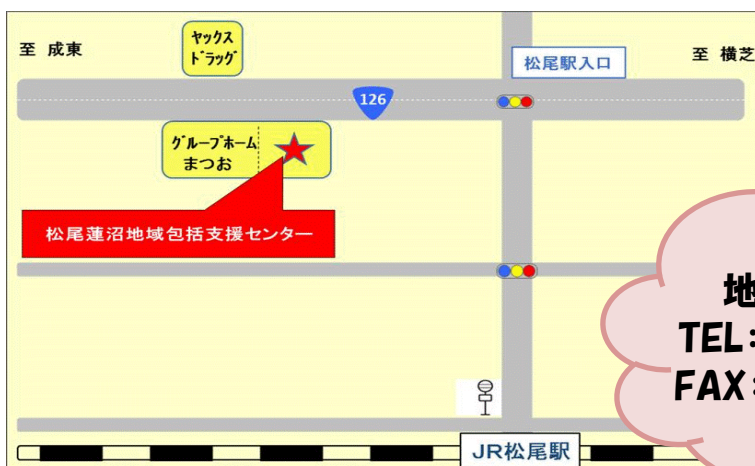 至 成東
ヤックス
ドラッグ
松尾駅入口
至 横芝
126
グループホーム
まつお
松尾蓮沼地域包括支援センター
地
TEL:
FAX:
JR松尾駅